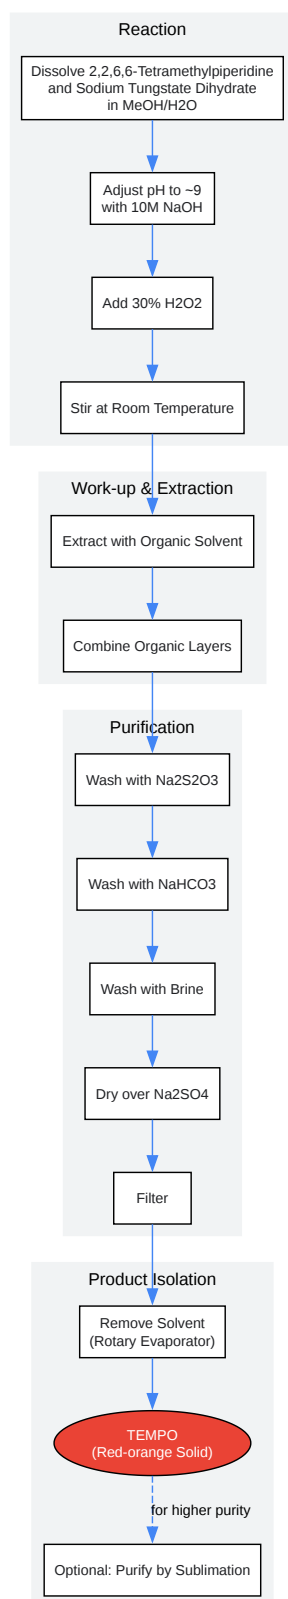 Reaction
Dissolve 2,2,6,6-Tetramethylpiperidine
and Sodium Tungstate Dihydrate
in MeOH/H2O
Adjust pH to ~9
with 10M NaOH
Add 30% H2O2
Stir at Room Temperature
Work-up & Extraction
Extract with Organic Solvent
Combine Organic Layers
Purification
Wash with Na2S2O3
Wash with NaHCO3
Wash with Brine
Dry over Na2SO4
Filter
Product Isolation
Remove Solvent
(Rotary Evaporator)
TEMPO
(Red-orange Solid)
for higher purity
Optional: Purify by Sublimation